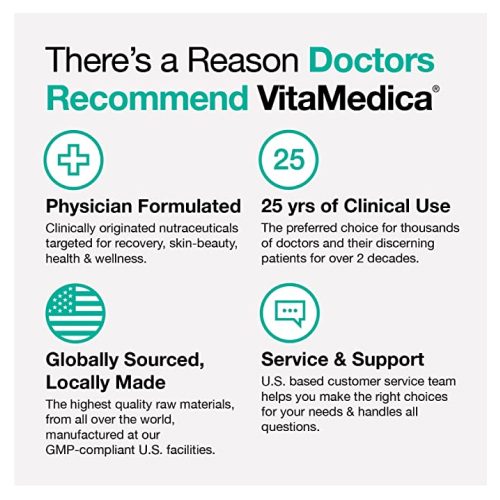 There's a Reason Doctors
Recommend VitaMedica®
Physician Formulated
Clinically originated nutraceuticals
targeted for recovery, skin-beauty,
health & wellness.
25
25 yrs of Clinical Use
The preferred choice for thousands
of doctors and their discerning
patients for over 2 decades.
Globally Sourced,
Locally Made
The highest quality raw materials,
from all over the world,
manufactured at our
GMP-compliant U.S. facilities.
Service & Support
U.S. based customer service team
helps you make the right choices
for your needs & handles all
questions.